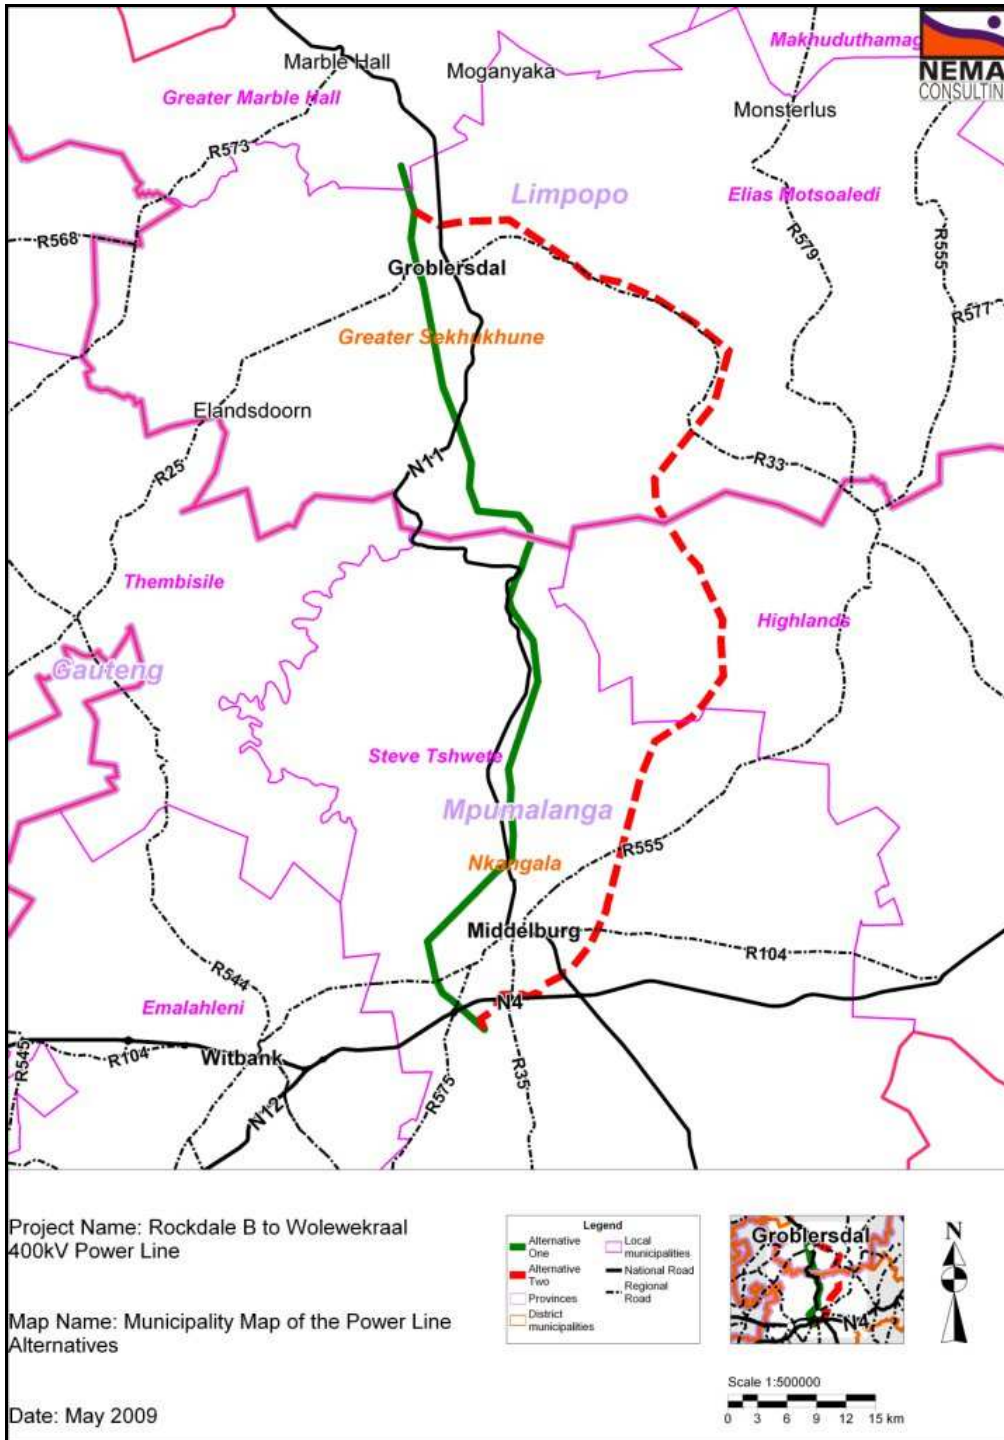 Marble Hall
Moganyaka
Makhuduthamag
NEMA
CONSULTIN
Greater Marble Hall
Monsterlus
R573
Limpopo
Elias Motsoaledi
R568
R579
R555
Groblersdal
R577
Greater Sekhukhune
Elandsdoorn
N11
R33
R25
Thembisile
Highlands
Gauteng
Steve Tshwete
Mpumalanga
R555
Nkangala
Middelburg
R104
R544
Emalahleni
N4
R545
R104
Witbank
R575
R35
N12
Project Name: Rockdale B to Wolewekraal
400kV Power Line
Map Name: Municipality Map of the Power Line
Alternatives
Date: May 2009
Legend
Alternative
One
Alternative
Two
Provinces
District
municipalities
Local
municipalities
National Road
Regional
Road
Groblersdal
N4
N
Scale 1:500000
0 3 6 9 12 15 km